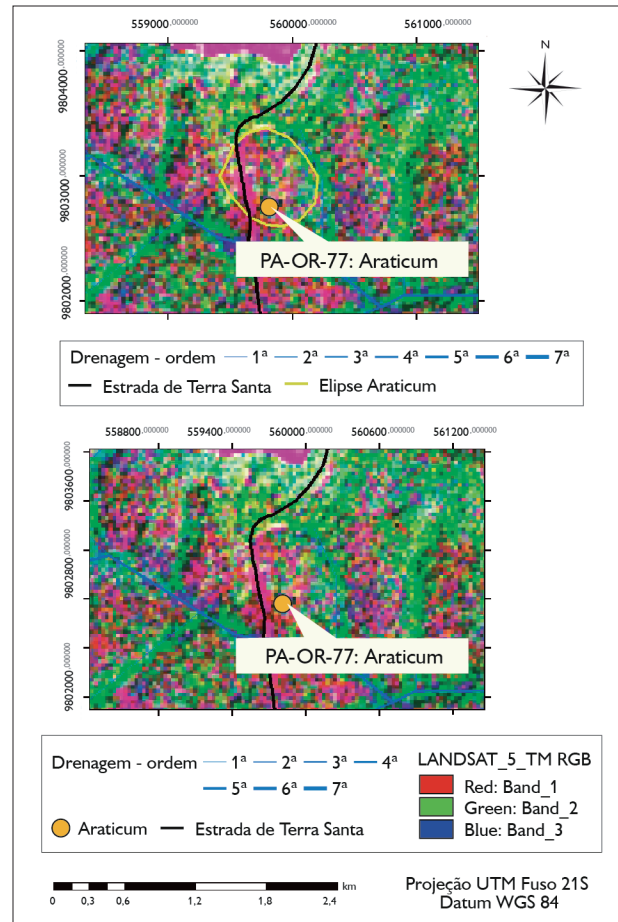 559000,000000 560000,000000 561000,000000
N
9804000,000000
9803000,000000
9802000,000000
PA-OR-77: Araticum
Drenagem - ordem 1ª 2ª 3ª 4ª 5ª 6ª 7ª
Estrada de Terra Santa Elipse Araticum
558800,000000 559400,000000 560000,000000 560600,000000 561200,000000
9803600,000000
9802800,000000
9802000,000000
PA-OR-77: Araticum
Drenagem - ordem 1ª 2ª 3ª 4ª
5ª 6ª 7ª
Araticum Estrada de Terra Santa
LANDSAT_5_TM RGB
Red: Band_1
Green: Band_2
Blue: Band_3
km
0 0,3 0,6 1,2 1,8 2,4
Projeção UTM Fuso 21S
Datum WGS 84